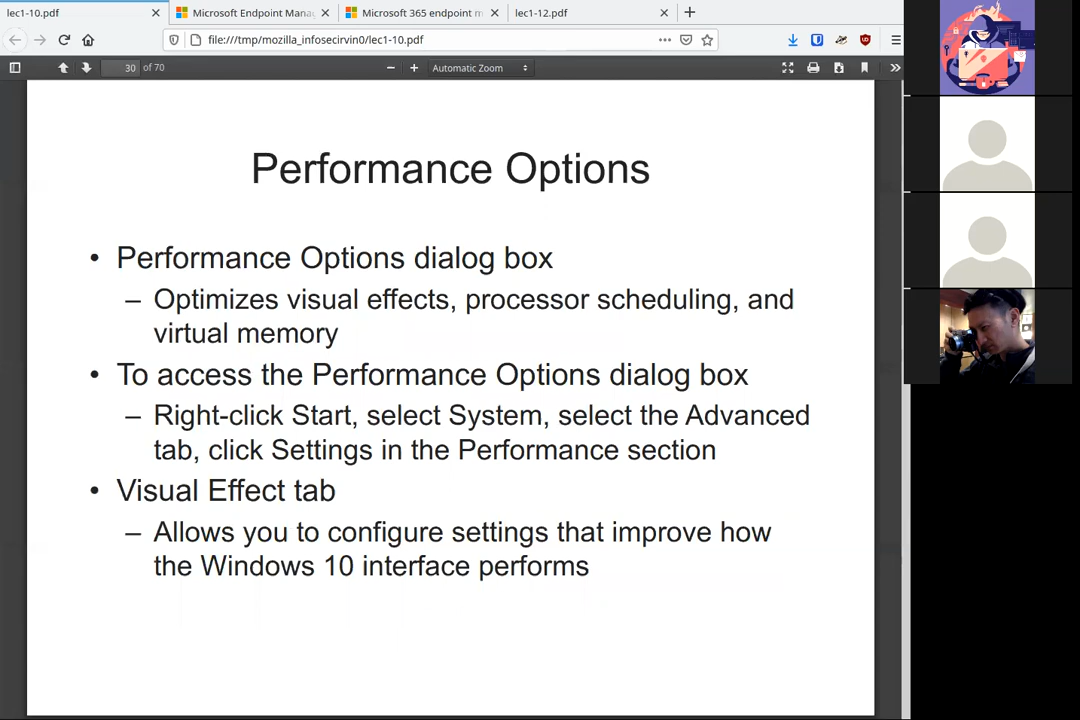 lec1-10.pdf
Microsoft Endpoint Mana
Microsoft 365 endpoint m
lec1-12.pdf
file:///tmp/mozilla_infosecirvin0/lec1-10.pdf
30 of 70
Automatic Zoom
Performance Options
• Performance Options dialog box
– Optimizes visual effects, processor scheduling, and
virtual memory
• To access the Performance Options dialog box
– Right-click Start, select System, select the Advanced
tab, click Settings in the Performance section
• Visual Effect tab
– Allows you to configure settings that improve how
the Windows 10 interface performs